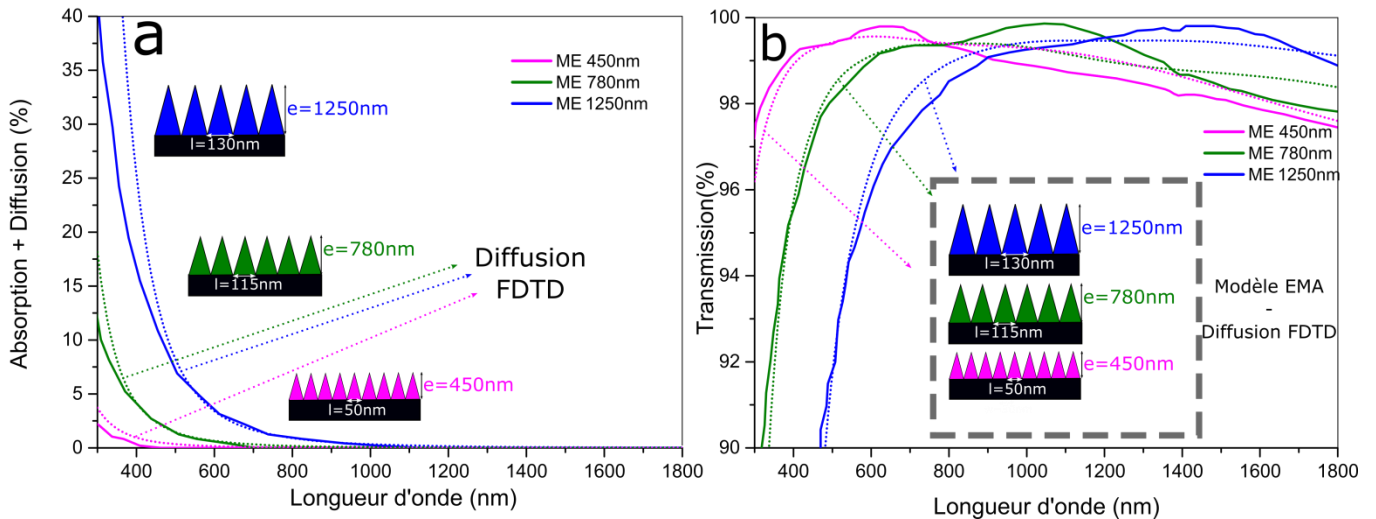 a
40
35
30
25
20
15
10
5
0
Absorption + Diffusion (%)
400 600 800 1000 1200 1400 1600 1800
Longueur d'onde (nm)
ME 450nm
ME 780nm
ME 1250nm
e=1250nm
l=130nm
e=780nm
l=115nm
Diffusion
FDTD
e=450nm
l=50nm
b
100
98
96
94
92
90
Transmission(%)
400 600 800 1000 1200 1400 1600 1800
Longueur d'onde (nm)
ME 450nm
ME 780nm
ME 1250nm
e=1250nm
l=130nm
e=780nm
l=115nm
e=450nm
l=50nm
Modèle EMA
-
Diffusion FDTD